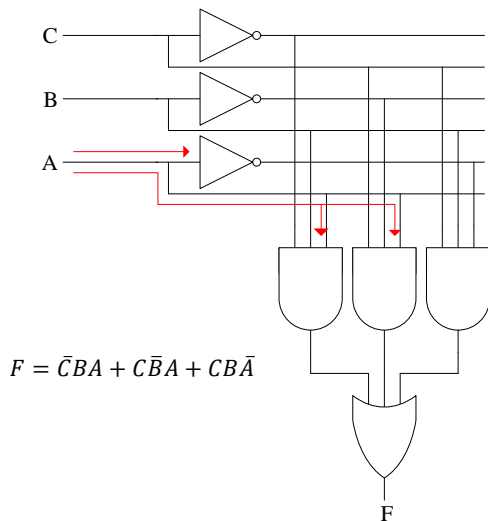 C
B
A
F = C̄BA + CB̄A + CBĀ
F